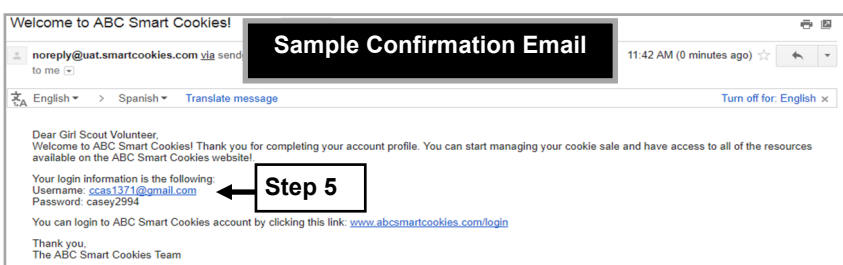 Welcome to ABC Smart Cookies!
Sample Confirmation Email
noreply@uat.smartcookies.com via send
11:42 AM (0 minutes ago)
to me
English > Spanish Translate message
Turn off for: English x
Dear Girl Scout Volunteer,
Welcome to ABC Smart Cookies! Thank you for completing your account profile. You can start managing your cookie sale and have access to all of the resources
available on the ABC Smart Cookies website!.
Your login information is the following:
Username: ccas1371@gmail.com
Password: casey2994
Step 5
You can login to ABC Smart Cookies account by clicking this link: www.abcsmartcookies.com/login
Thank you,
The ABC Smart Cookies Team